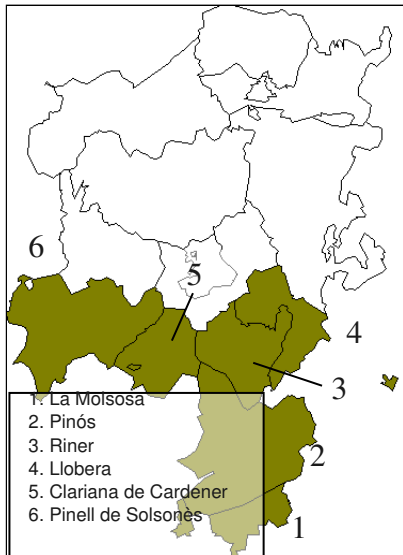 6
5
4
3
2
1
1. La Molsosa
2. Pinós
3. Riner
4. Llobera
5. Clariana de Cardener
6. Pinell de Solsonès